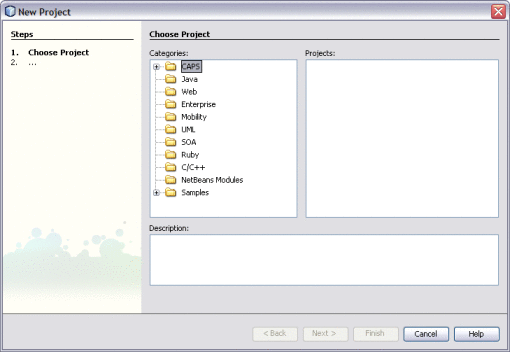 New Project
Steps
1. Choose Project
2. ...
Choose Project
Categories:
CAPS
Java
Web
Enterprise
Mobility
UML
SOA
Ruby
C/C++
NetBeans Modules
Samples
Projects:
Description:
< Back
Next >
Finish
Cancel
Help